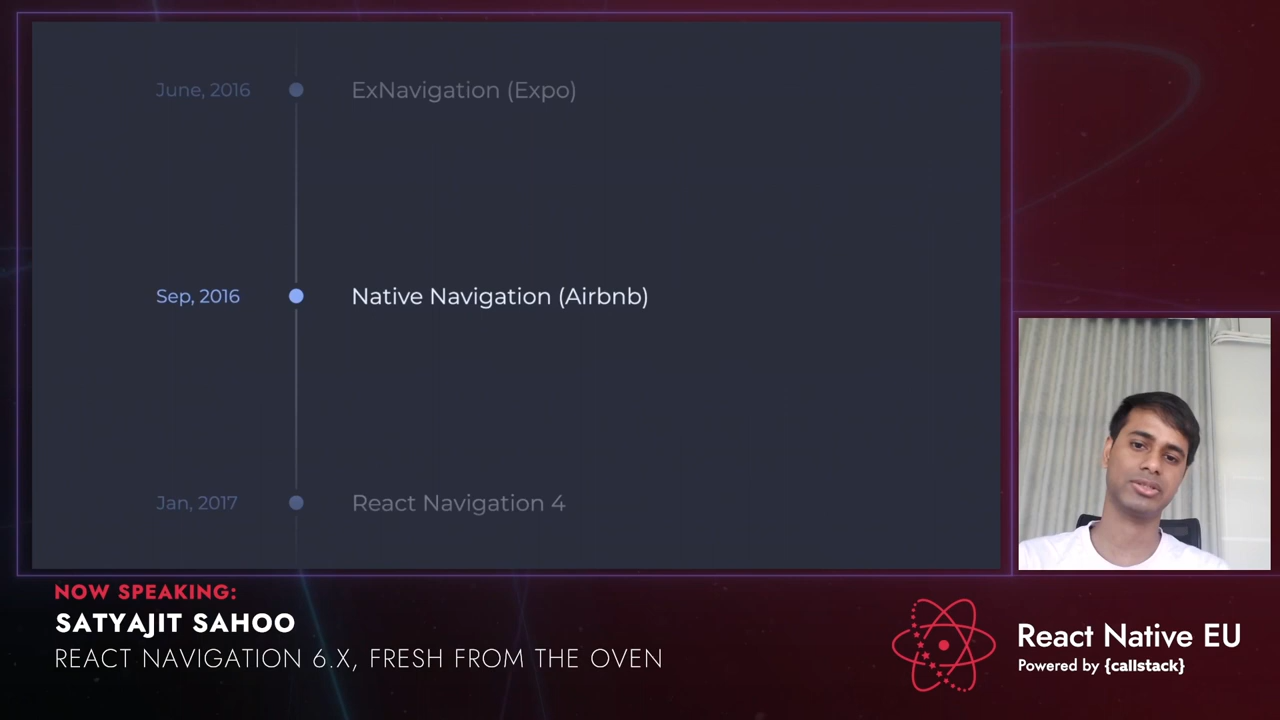 June, 2016 ExNavigation (Expo)
Sep, 2016 Native Navigation (Airbnb)
Jan, 2017 React Navigation 4
NOW SPEAKING:
SATYAJIT SAHOO
REACT NAVIGATION 6.X, FRESH FROM THE OVEN
React Native EU
Powered by {callstack}